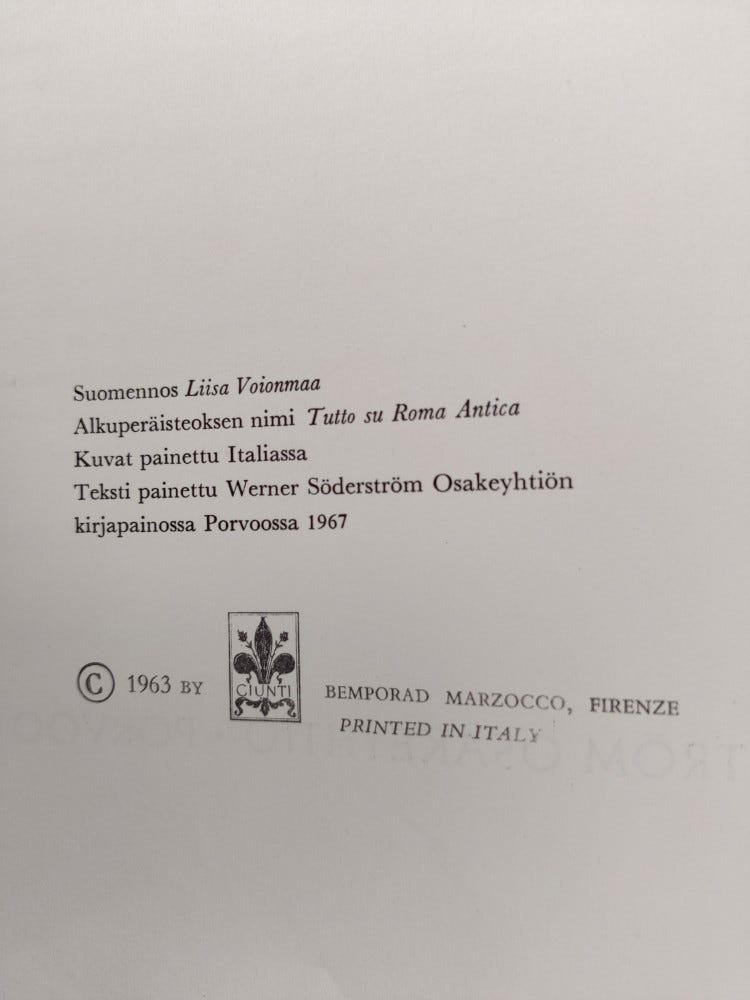 Suomennos Liisa Voionmaa
Alkuperäisteoksen nimi Tutto su Roma Antica
Kuvat painettu Italiassa
Teksti painettu Werner Söderström Osakeyhtiön
kirjapainossa Porvoossa 1967
© 1963 BY GIUNTI BEMPORAD MARZOCCO, FIRENZE
PRINTED IN ITALY